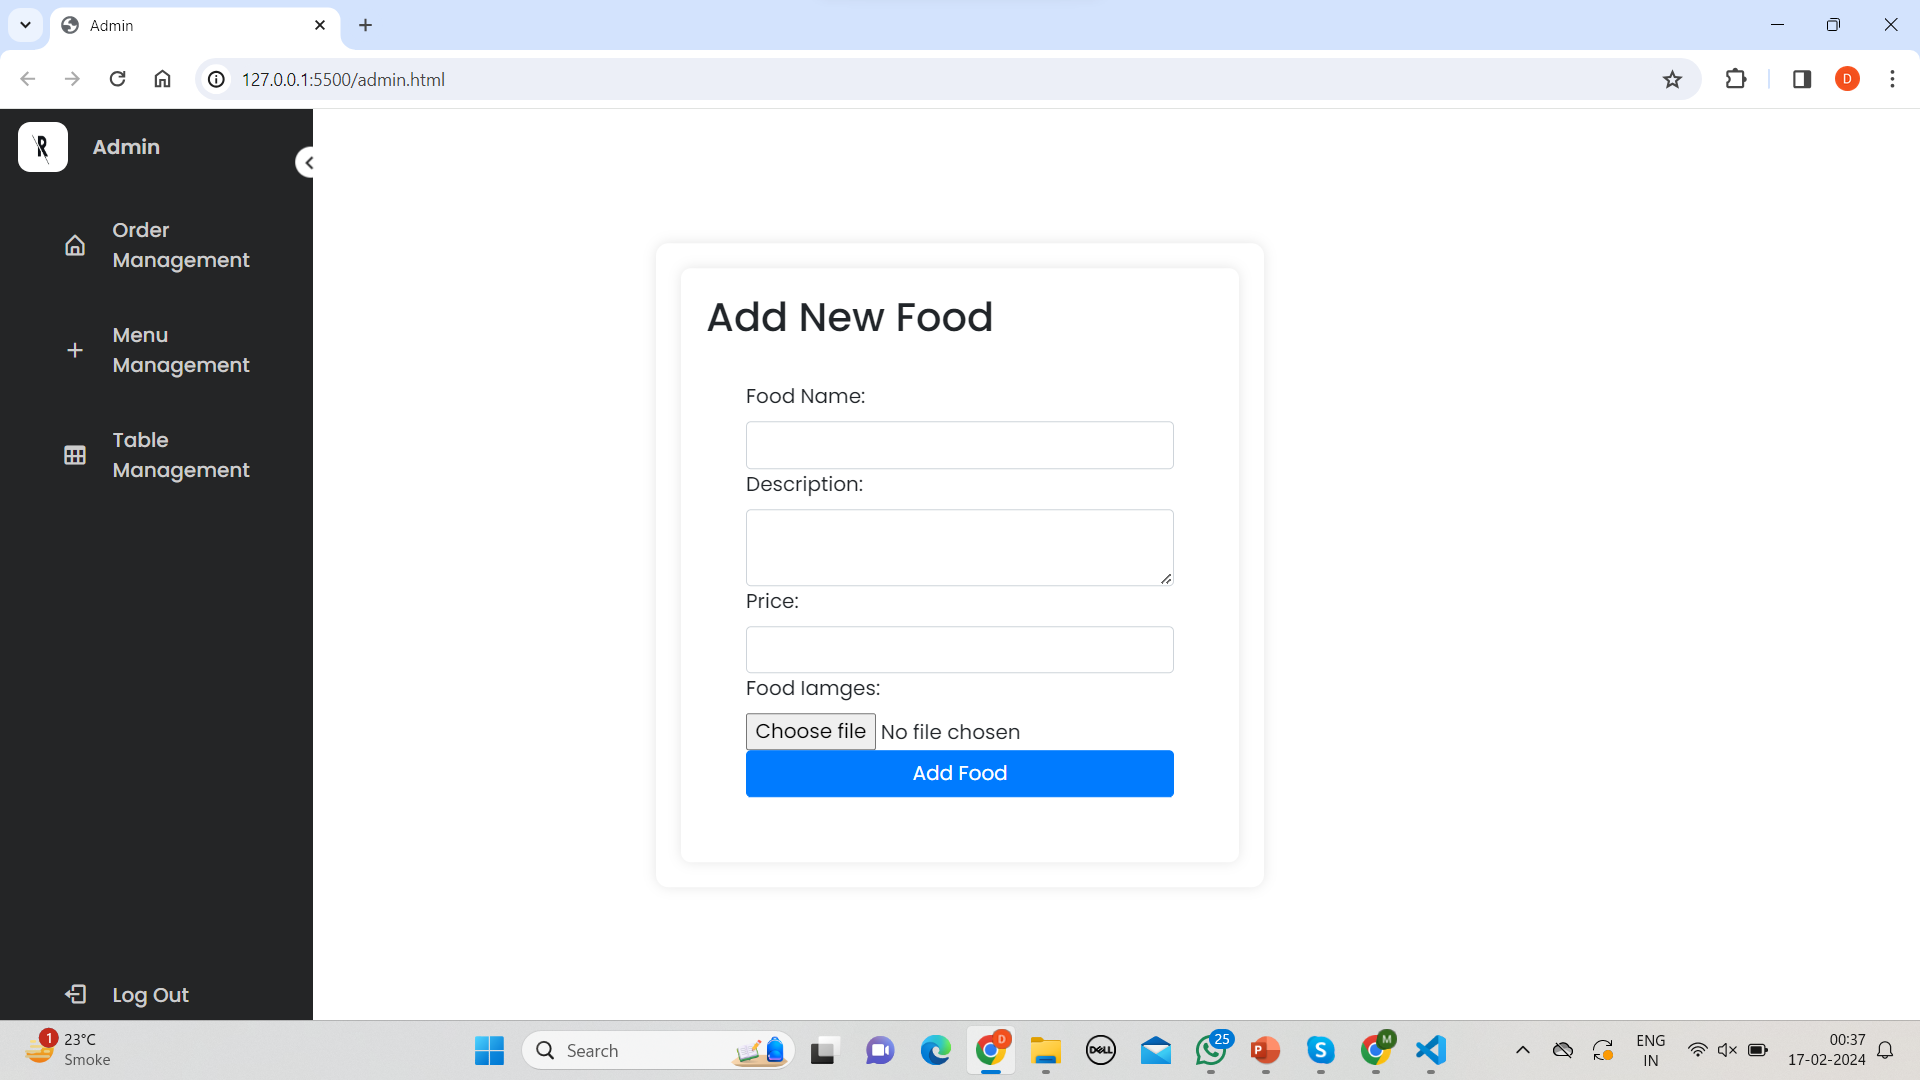 Admin
127.0.0.1:5500/admin.html
D
R
Admin
Order
Management
Menu
Management
Table
Management
Log Out
Add New Food
Food Name:
Description:
Price:
Food Iamges:
Choose file No file chosen
Add Food
1
23°C
Smoke
Search
D
DELL
25
P
S
M
ENG
IN
00:37
17-02-2024